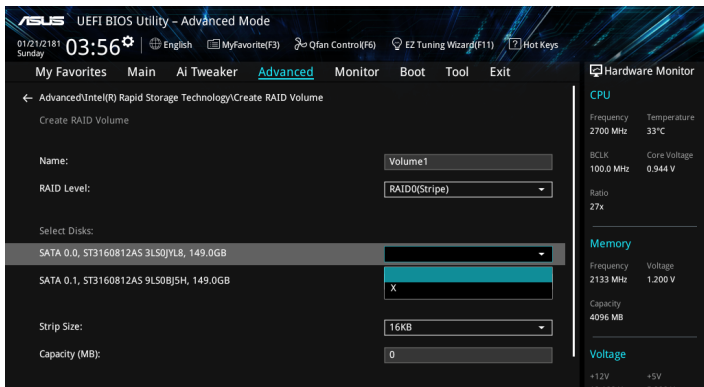 ASUS UEFI BIOS Utility – Advanced Mode
01/21/2181 Sunday 03:56 English MyFavorite(F3) Qfan Control(F6) EZ Tuning Wizard(F11) ? Hot Keys
My Favorites Main Ai Tweaker Advanced Monitor Boot Tool Exit
← Advanced\Intel(R) Rapid Storage Technology\Create RAID Volume
Create RAID Volume
Name: Volume1
RAID Level: RAID0(Stripe)
Select Disks:
SATA 0.0, ST3160812AS 3LS0JYL8, 149.0GB
SATA 0.1, ST3160812AS 9LS0BJ5H, 149.0GB
X
Strip Size: 16KB
Capacity (MB): 0
Hardware Monitor
CPU
Frequency Temperature
2700 MHz 33°C
BCLK Core Voltage
100.0 MHz 0.944 V
Ratio
27x
Memory
Frequency Voltage
2133 MHz 1.200 V
Capacity
4096 MB
Voltage
+12V +5V